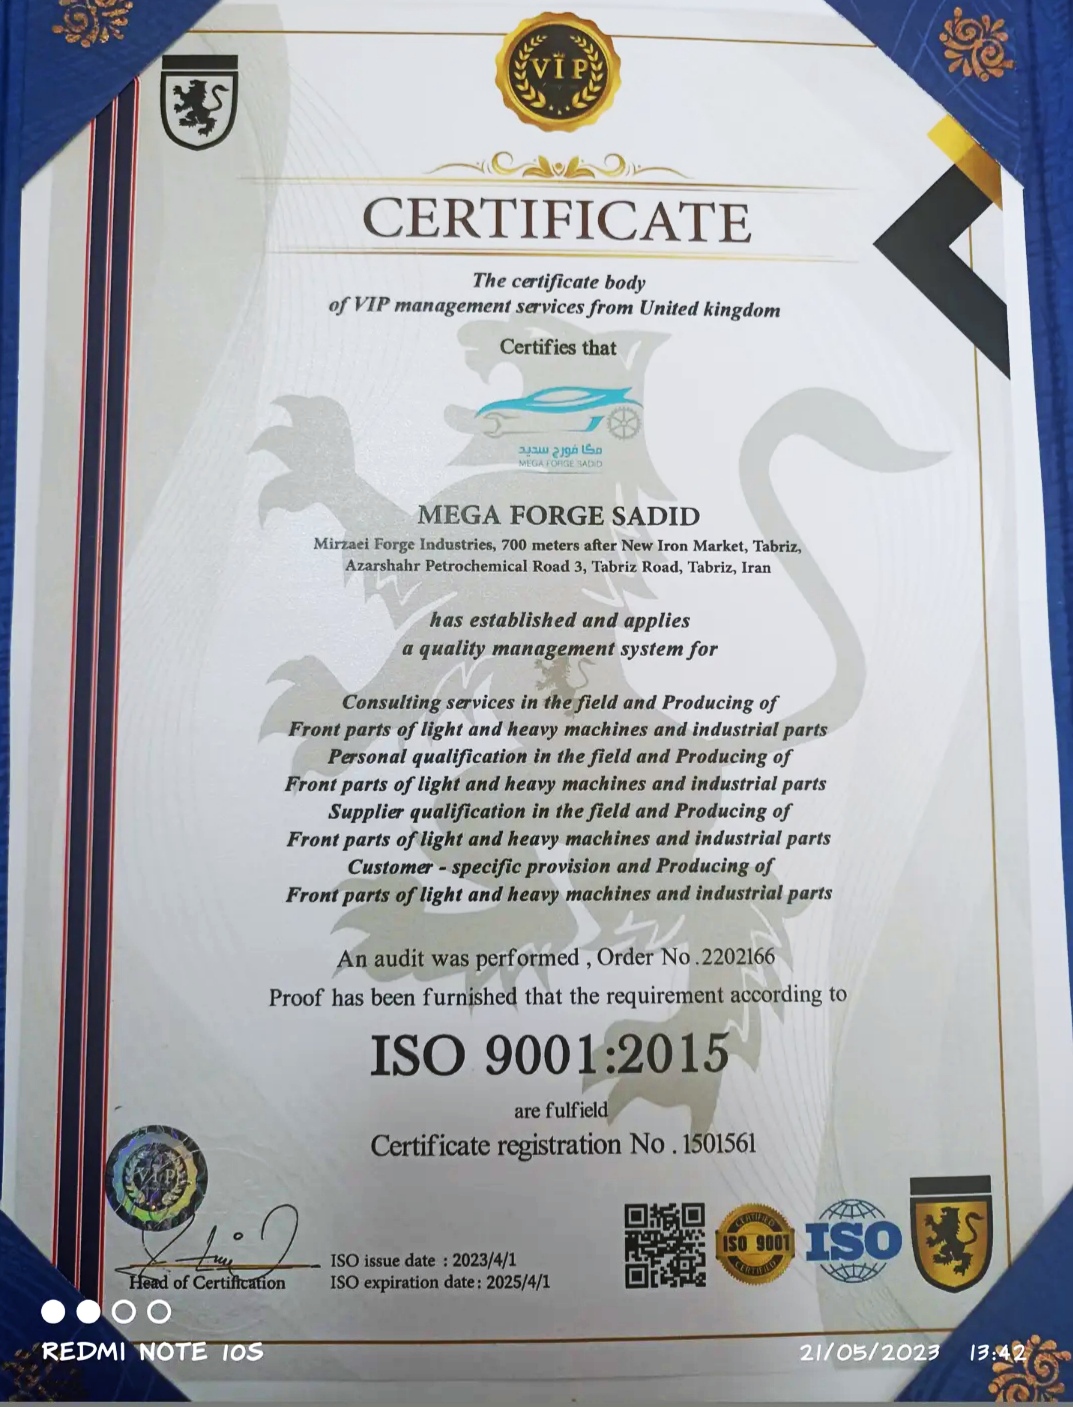 VIP
CERTIFICATE
The certificate body
of VIP management services from United kingdom
Certifies that
مگا فورج سدید
MEGA FORGE SADID
MEGA FORGE SADID
Mirzaei Forge Industries, 700 meters after New Iron Market, Tabriz,
Azarshahr Petrochemical Road 3, Tabriz Road, Tabriz, Iran
has established and applies
a quality management system for
Consulting services in the field and Producing of
Front parts of light and heavy machines and industrial parts
Personal qualification in the field and Producing of
Front parts of light and heavy machines and industrial parts
Supplier qualification in the field and Producing of
Front parts of light and heavy machines and industrial parts
Customer - specific provision and Producing of
Front parts of light and heavy machines and industrial parts
An audit was performed , Order No .2202166
Proof has been furnished that the requirement according to
ISO 9001:2015
are fulfield
Certificate registration No . 1501561
VIP
Head of Certification
ISO issue date : 2023/4/1
ISO expiration date: 2025/4/1
CERTIFIED
ISO 9001
CERTIFIED
ISO
REDMI NOTE 10S
21/05/2023 13:42